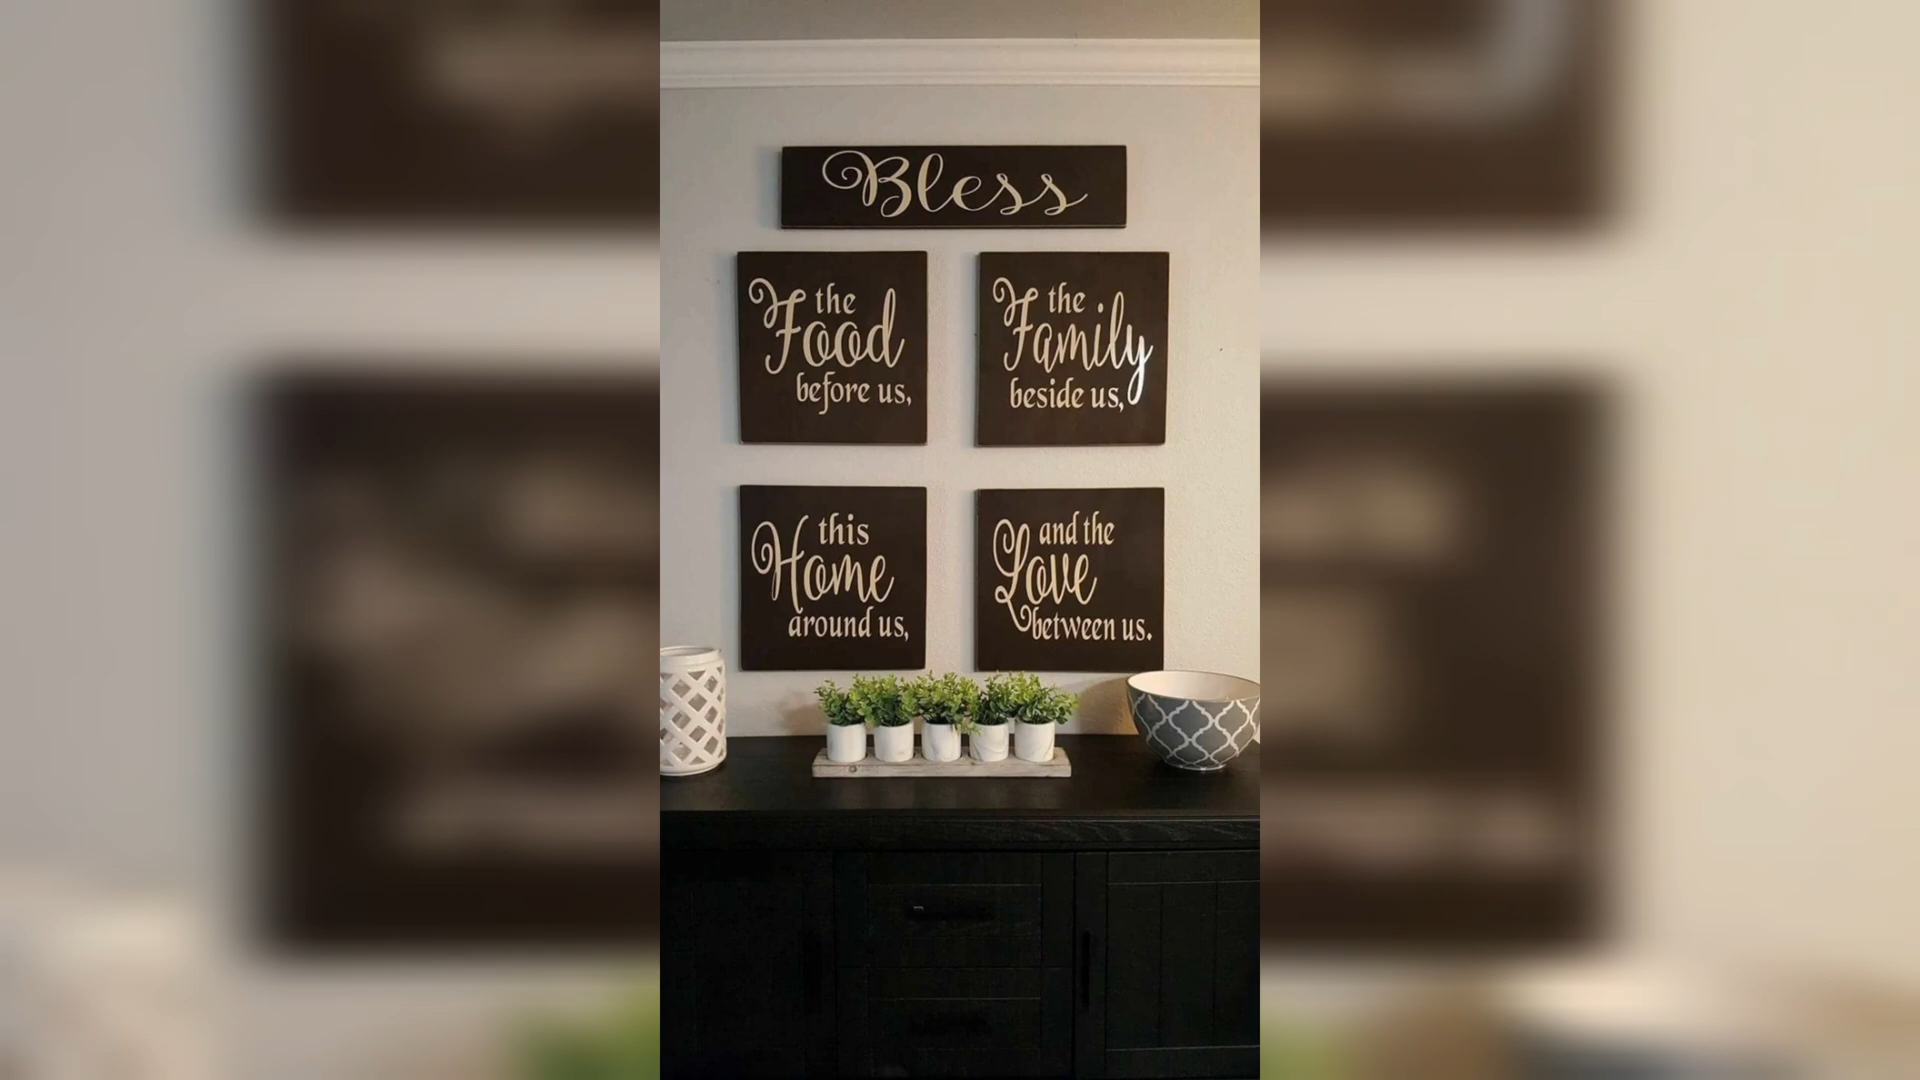 Bless
the
Food
before us,
the
Family
beside us,
this
Home
around us,
and the
Love
between us.